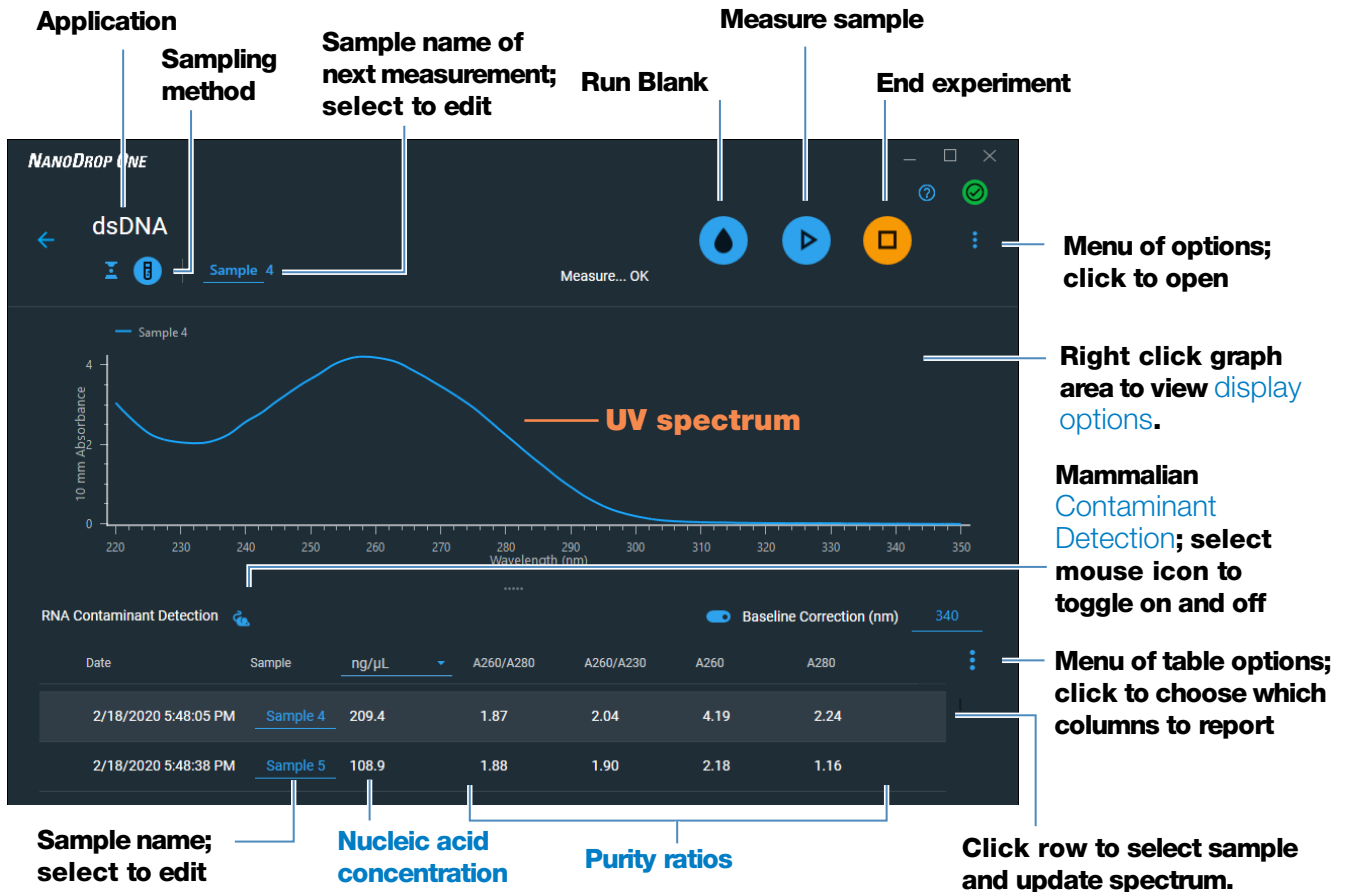 Application
Sampling
method
Sample name of
next measurement;
select to edit
Measure sample
Run Blank
End experiment
NANODROP ONE
dsDNA
Sample 4
Measure... OK
Menu of options;
click to open
Sample 4
Right click graph
area to view display
options.
4
2
0
10 mm Absorbance
UV spectrum
220 230 240 250 260 270 280 290 300 310 320 330 340 350
Wavelength (nm)
Mammalian
Contaminant
Detection; select
mouse icon to
toggle on and off
RNA Contaminant Detection
Baseline Correction (nm) 340
Date Sample ng/µL A260/A280 A260/A230 A260 A280
2/18/2020 5:48:05 PM Sample 4 209.4 1.87 2.04 4.19 2.24
2/18/2020 5:48:38 PM Sample 5 108.9 1.88 1.90 2.18 1.16
Menu of table options;
click to choose which
columns to report
Sample name;
select to edit
Nucleic acid
concentration
Purity ratios
Click row to select sample
and update spectrum.